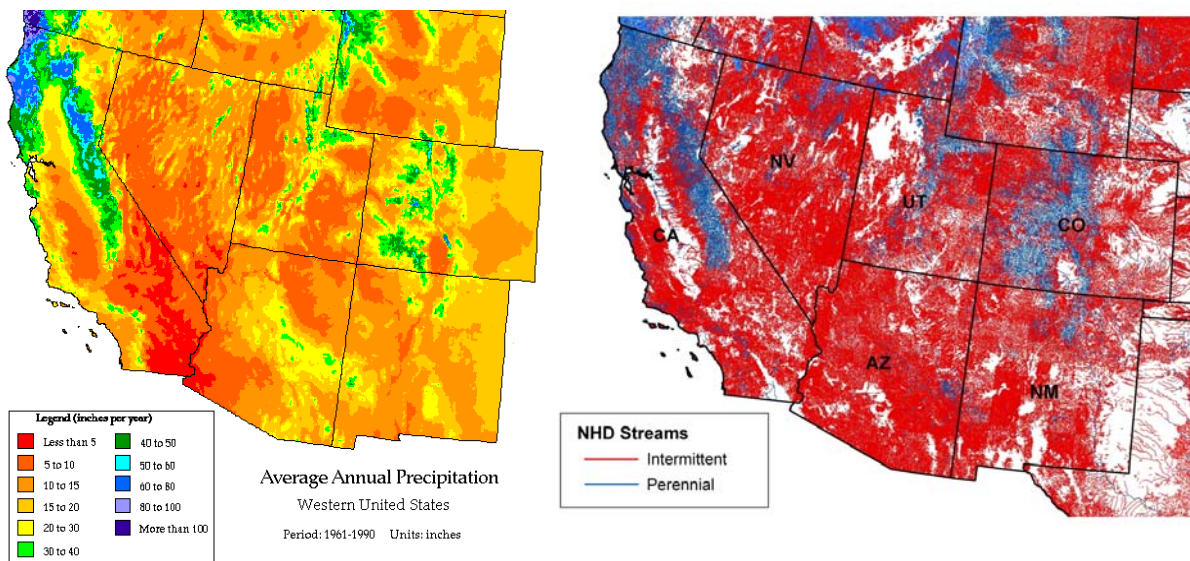 Legend (inches per year)
Less than 5
5 to 10
10 to 15
15 to 20
20 to 30
30 to 40
40 to 50
50 to 60
60 to 80
80 to 100
More than 100
Average Annual Precipitation
Western United States
Period: 1961-1990 Units: inches
NV
UT
CA
CO
AZ
NM
NHD Streams
Intermittent
Perennial